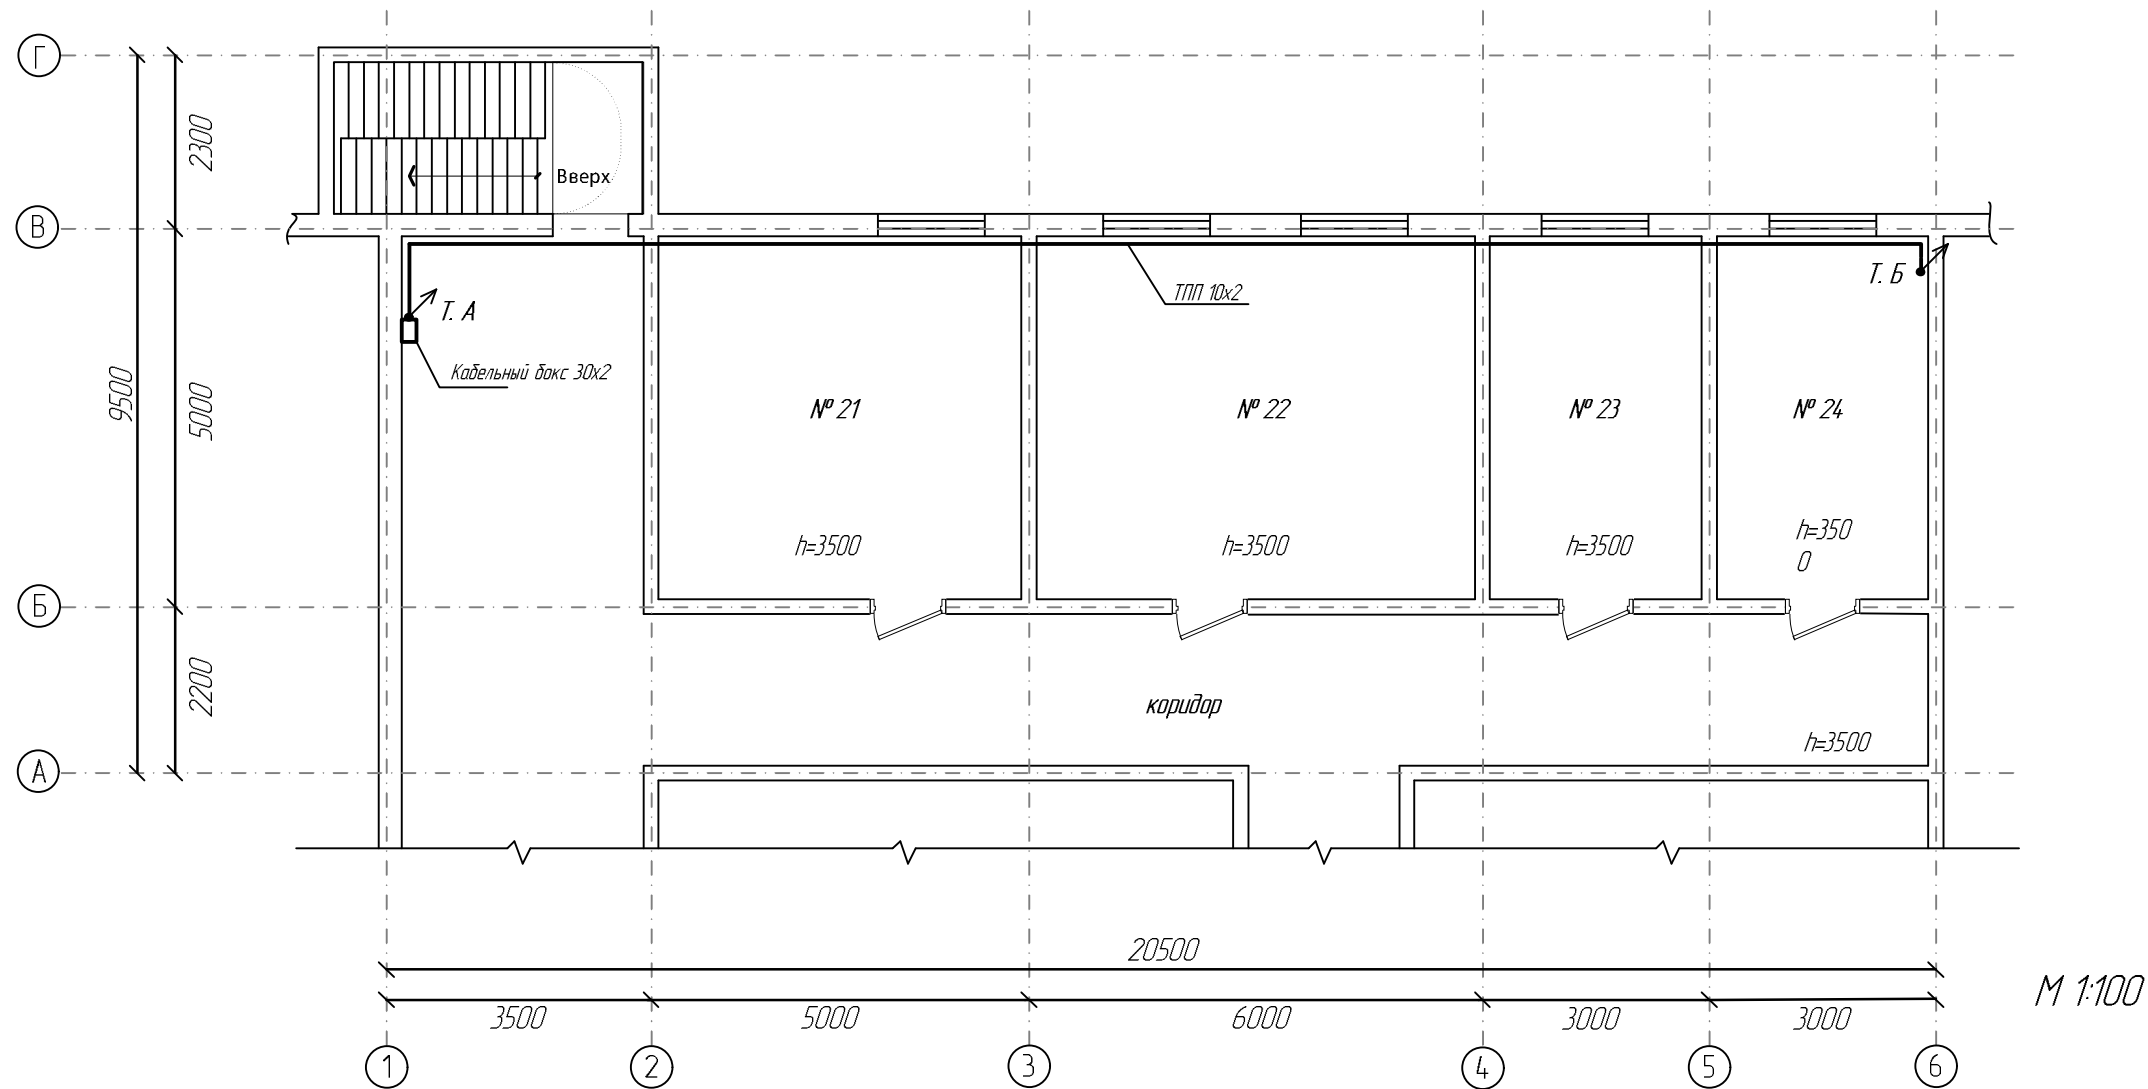 Г
2300
Вверх
В
Т. А
ТПП 10х2
Т. Б
Кабельный бокс 30х2
9500
5000
№ 21
№ 22
№ 23
№ 24
h=3500
h=3500
h=3500
h=350
0
Б
2200
коридор
h=3500
А
20500
М 1:100
3500
5000
6000
3000
3000
1
2
3
4
5
6